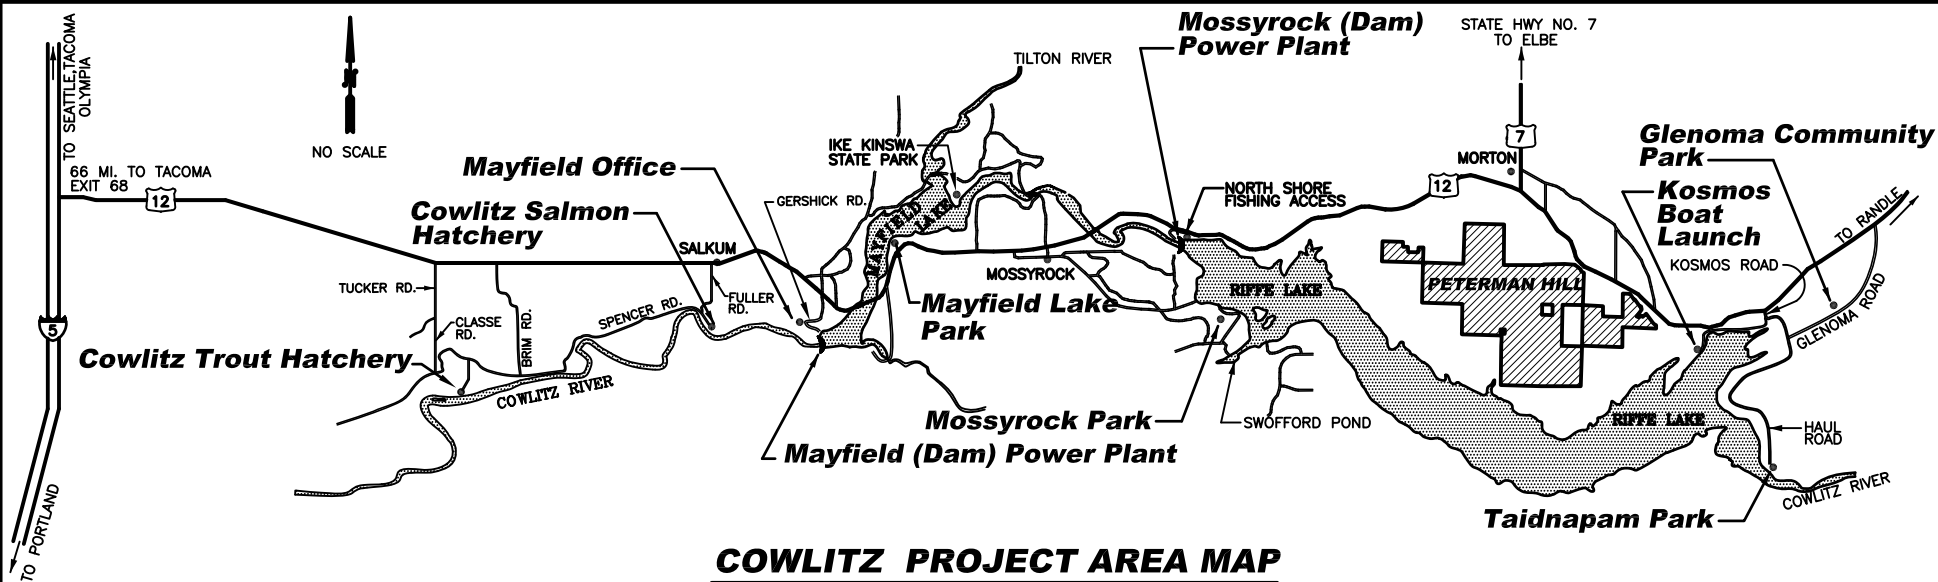 TO SEATTLE,TACOMA
OLYMPIA
N
NO SCALE
66 MI. TO TACOMA
EXIT 68
12
5
TO PORTLAND
Mayfield Office
Cowlitz Salmon
Hatchery
SALKUM
GERSHICK RD.
TUCKER RD.
CLASSE
RD.
BRIM RD.
SPENCER RD.
FULLER
RD.
Cowlitz Trout Hatchery
COWLITZ RIVER
TILTON RIVER
IKE KINSWA
STATE PARK
MAYFIELD
LAKE
Mossyrock (Dam)
Power Plant
NORTH SHORE
FISHING ACCESS
MOSSYROCK
Mayfield Lake
Park
RIFFE LAKE
Mossyrock Park
SWOFFORD POND
Mayfield (Dam) Power Plant
STATE HWY NO. 7
TO ELBE
7
MORTON
12
PETERMAN HILL
Glenoma Community
Park
Kosmos
Boat
Launch
KOSMOS ROAD
TO RANDLE
GLENOMA ROAD
RIFFE LAKE
HAUL
ROAD
COWLITZ RIVER
Taidnapam Park
COWLITZ PROJECT AREA MAP